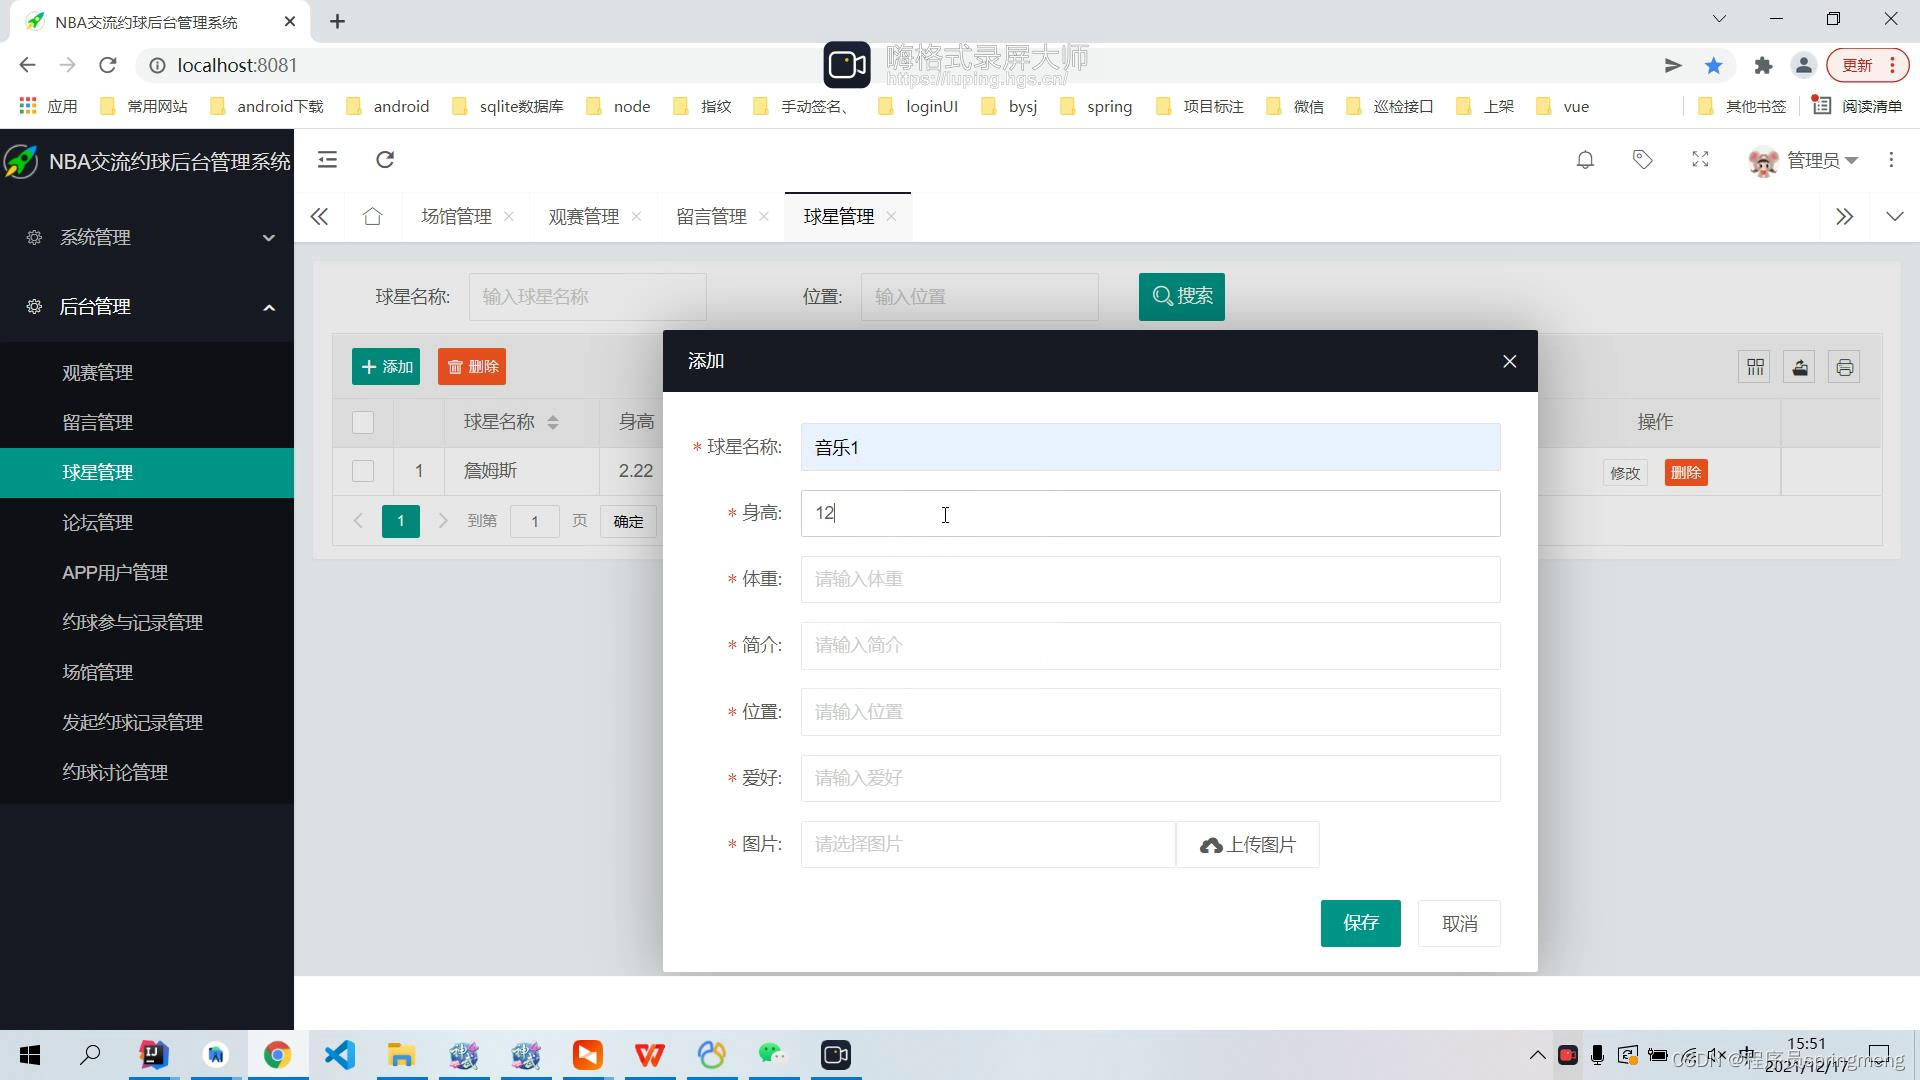 NBA交流约球后台管理系统
localhost:8081
嗨格式录屏大师
https://luping.hgs.cn/
更新
应用
常用网站
android下载
android
sqlite数据库
node
指纹
手动签名、
loginUI
bysj
spring
项目标注
微信
巡检接口
上架
vue
其他书签
阅读清单
NBA交流约球后台管理系统
管理员
场馆管理
观赛管理
留言管理
球星管理
系统管理
后台管理
观赛管理
留言管理
球星管理
论坛管理
APP用户管理
约球参与记录管理
场馆管理
发起约球记录管理
约球讨论管理
球星名称:
输入球星名称
位置:
输入位置
搜索
添加
删除
球星名称
身高
操作
1
詹姆斯
2.22
修改
删除
1
到第
1
页
确定
添加
* 球星名称:
音乐1
* 身高:
12
* 体重:
请输入体重
* 简介:
请输入简介
* 位置:
请输入位置
* 爱好:
请输入爱好
* 图片:
请选择图片
上传图片
保存
取消
中
15:51
2021/12/17
CSDN @程序员springmeng